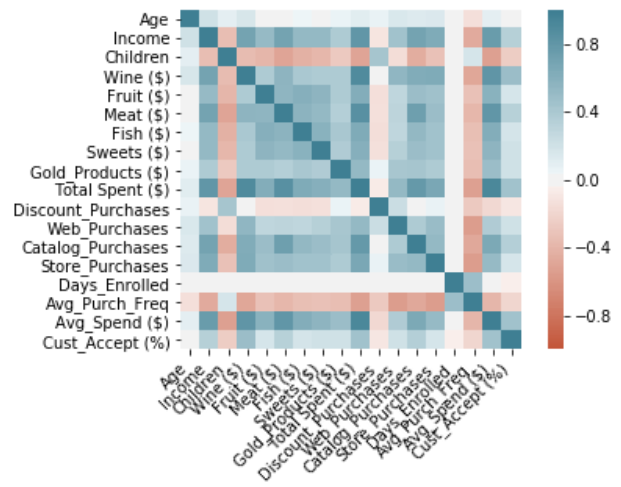 Age
Income
Children
Wine ($)
Fruit ($)
Meat ($)
Fish ($)
Sweets ($)
Gold_Products ($)
Total Spent ($)
Discount_Purchases
Web_Purchases
Catalog_Purchases
Store_Purchases
Days_Enrolled
Avg_Purch_Freq
Avg_Spend ($)
Cust_Accept (%)
0.8
0.4
0.0
−0.4
−0.8
Age
Income
Children
Wine ($)
Fruit ($)
Meat ($)
Fish ($)
Sweets ($)
Gold_Products ($)
Total Spent ($)
Discount_Purchases
Web_Purchases
Catalog_Purchases
Store_Purchases
Days_Enrolled
Avg_Purch_Freq
Avg_Spend ($)
Cust_Accept (%)